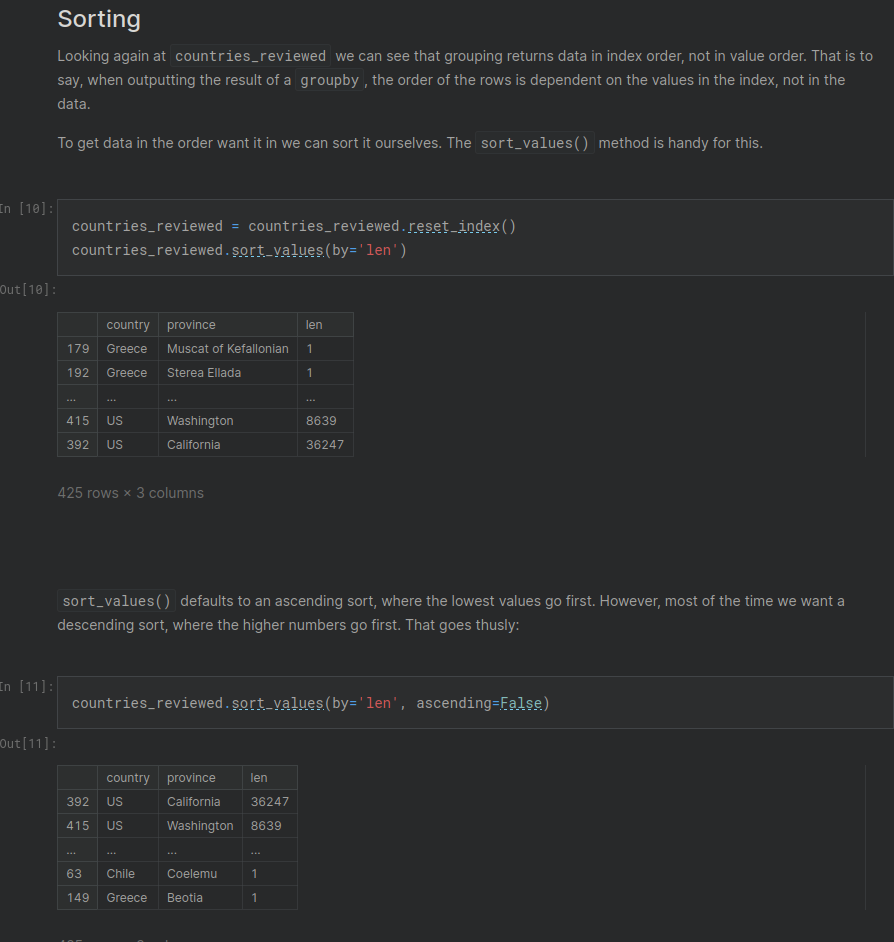 Sorting
Looking again at countries_reviewed we can see that grouping returns data in index order, not in value order. That is to
say, when outputting the result of a groupby, the order of the rows is dependent on the values in the index, not in the
data.
To get data in the order want it in we can sort it ourselves. The sort_values() method is handy for this.
In [10]:
countries_reviewed = countries_reviewed.reset_index()
countries_reviewed.sort_values(by='len')
Out[10]:
country province len
179 Greece Muscat of Kefallonian 1
192 Greece Sterea Ellada 1
... ... ... ...
415 US Washington 8639
392 US California 36247
425 rows × 3 columns
sort_values() defaults to an ascending sort, where the lowest values go first. However, most of the time we want a
descending sort, where the higher numbers go first. That goes thusly:
In [11]:
countries_reviewed.sort_values(by='len', ascending=False)
Out[11]:
country province len
392 US California 36247
415 US Washington 8639
... ... ... ...
63 Chile Coelemu 1
149 Greece Beotia 1